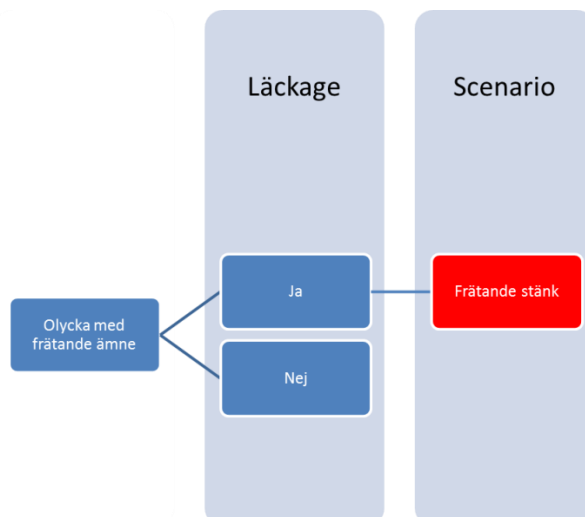 Läckage
Scenario
Olycka med
frätande ämne
Ja
Frätande stänk
Nej